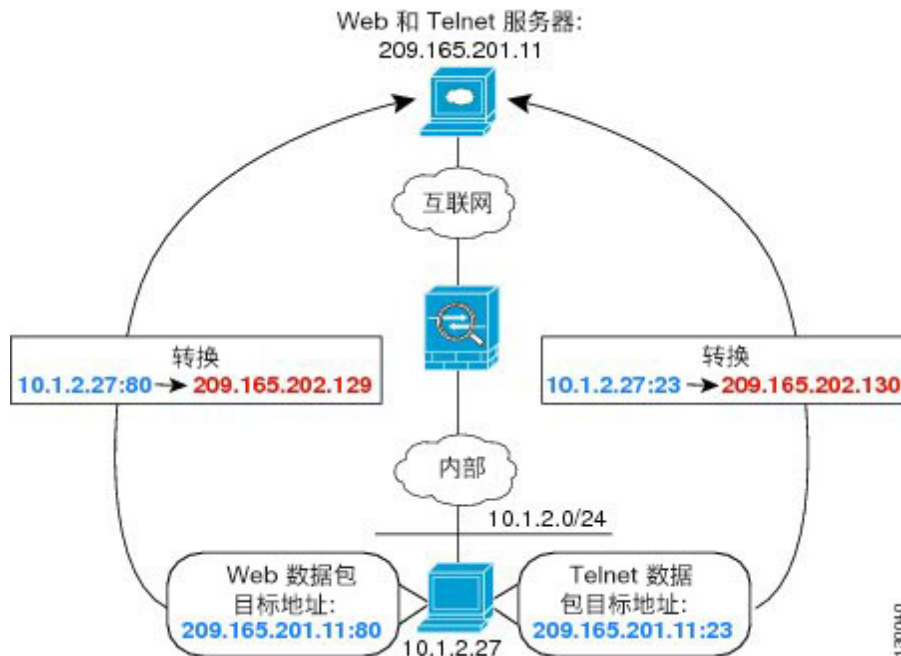 Web 和 Telnet 服务器:
209.165.201.11
互联网
转换
10.1.2.27:80 209.165.202.129
转换
10.1.2.27:23 209.165.202.130
内部
10.1.2.0/24
Web 数据包
目标地址:
209.165.201.11:80
Telnet 数据
包目标地址:
209.165.201.11:23
10.1.2.27
130040